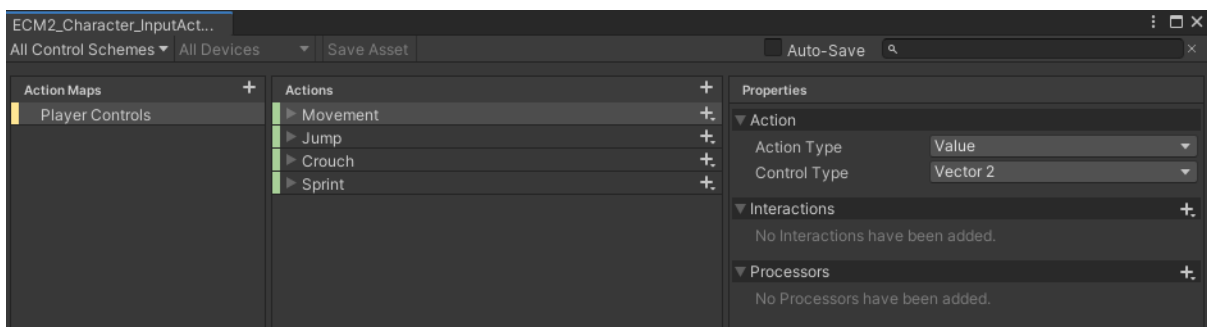 ECM2_Character_InputAct...
All Control Schemes All Devices Save Asset Auto-Save
Action Maps
Player Controls
Actions
Movement
Jump
Crouch
Sprint
Properties
Action
Action Type Value
Control Type Vector 2
Interactions
No Interactions have been added.
Processors
No Processors have been added.